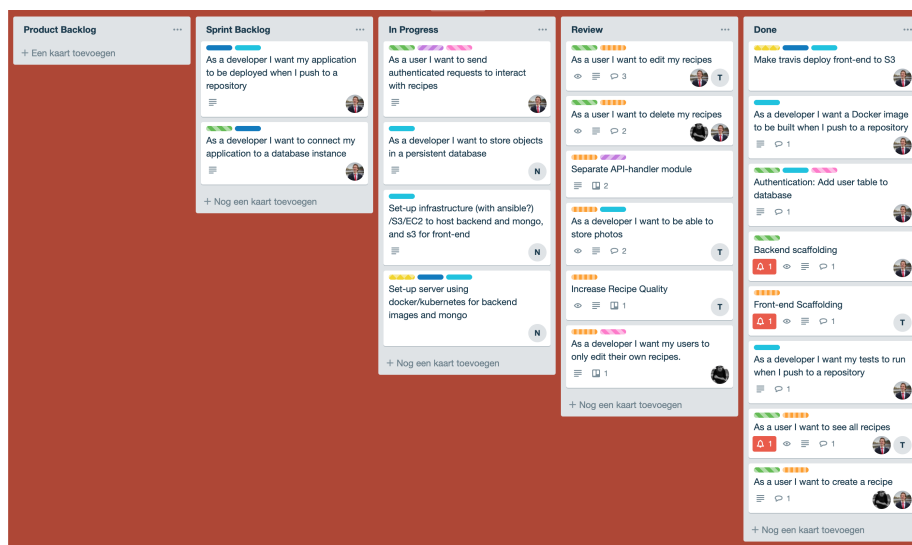 Product Backlog
+ Een kaart toevoegen
Sprint Backlog
As a developer I want my application
to be deployed when I push to a
repository
As a developer I want to connect my
application to a database instance
+ Nog een kaart toevoegen
In Progress
As a user I want to send
authenticated requests to interact
with recipes
As a developer I want to store objects
in a persistent database
N
Set-up infrastructure (with ansible?)
/S3/EC2 to host backend and mongo,
and s3 for front-end
N
Set-up server using
docker/kubernetes for backend
images and mongo
N
+ Nog een kaart toevoegen
Review
As a user I want to edit my recipes
3
T
As a user I want to delete my recipes
2
Separate API-handler module
2
As a developer I want to be able to
store photos
2
T
Increase Recipe Quality
1
T
As a developer I want my users to
only edit their own recipes.
1
+ Nog een kaart toevoegen
Done
Make travis deploy front-end to S3
As a developer I want a Docker image
to be built when I push to a repository
1
Authentication: Add user table to
database
1
Backend scaffolding
1
1
Front-end Scaffolding
1
1
T
As a developer I want my tests to run
when I push to a repository
1
As a user I want to see all recipes
1
1
T
As a user I want to create a recipe
1
+ Nog een kaart toevoegen